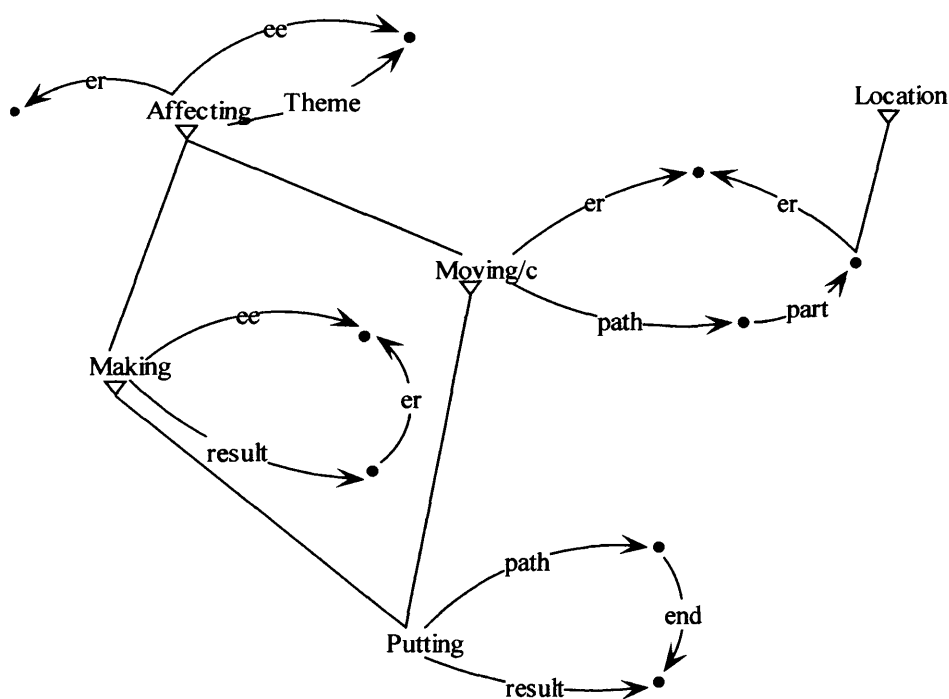 ee
er
Affecting
Theme
Location
er
er
Moving/c
path
part
ee
Making
er
result
path
end
Putting
result